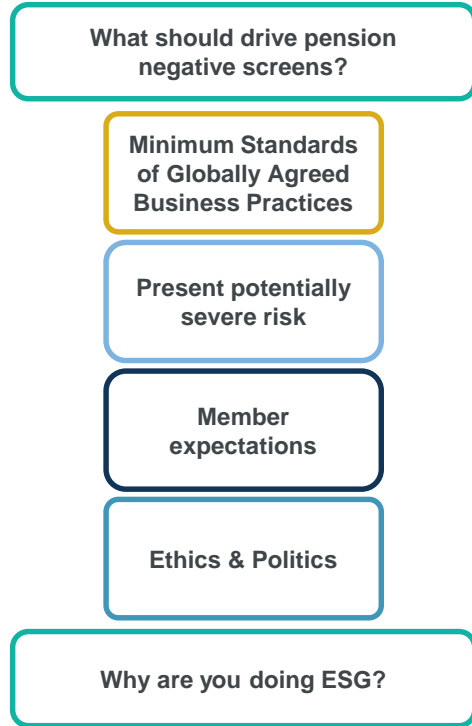 What should drive pension
negative screens?
Minimum Standards
of Globally Agreed
Business Practices
Present potentially
severe risk
Member
expectations
Ethics & Politics
Why are you doing ESG?